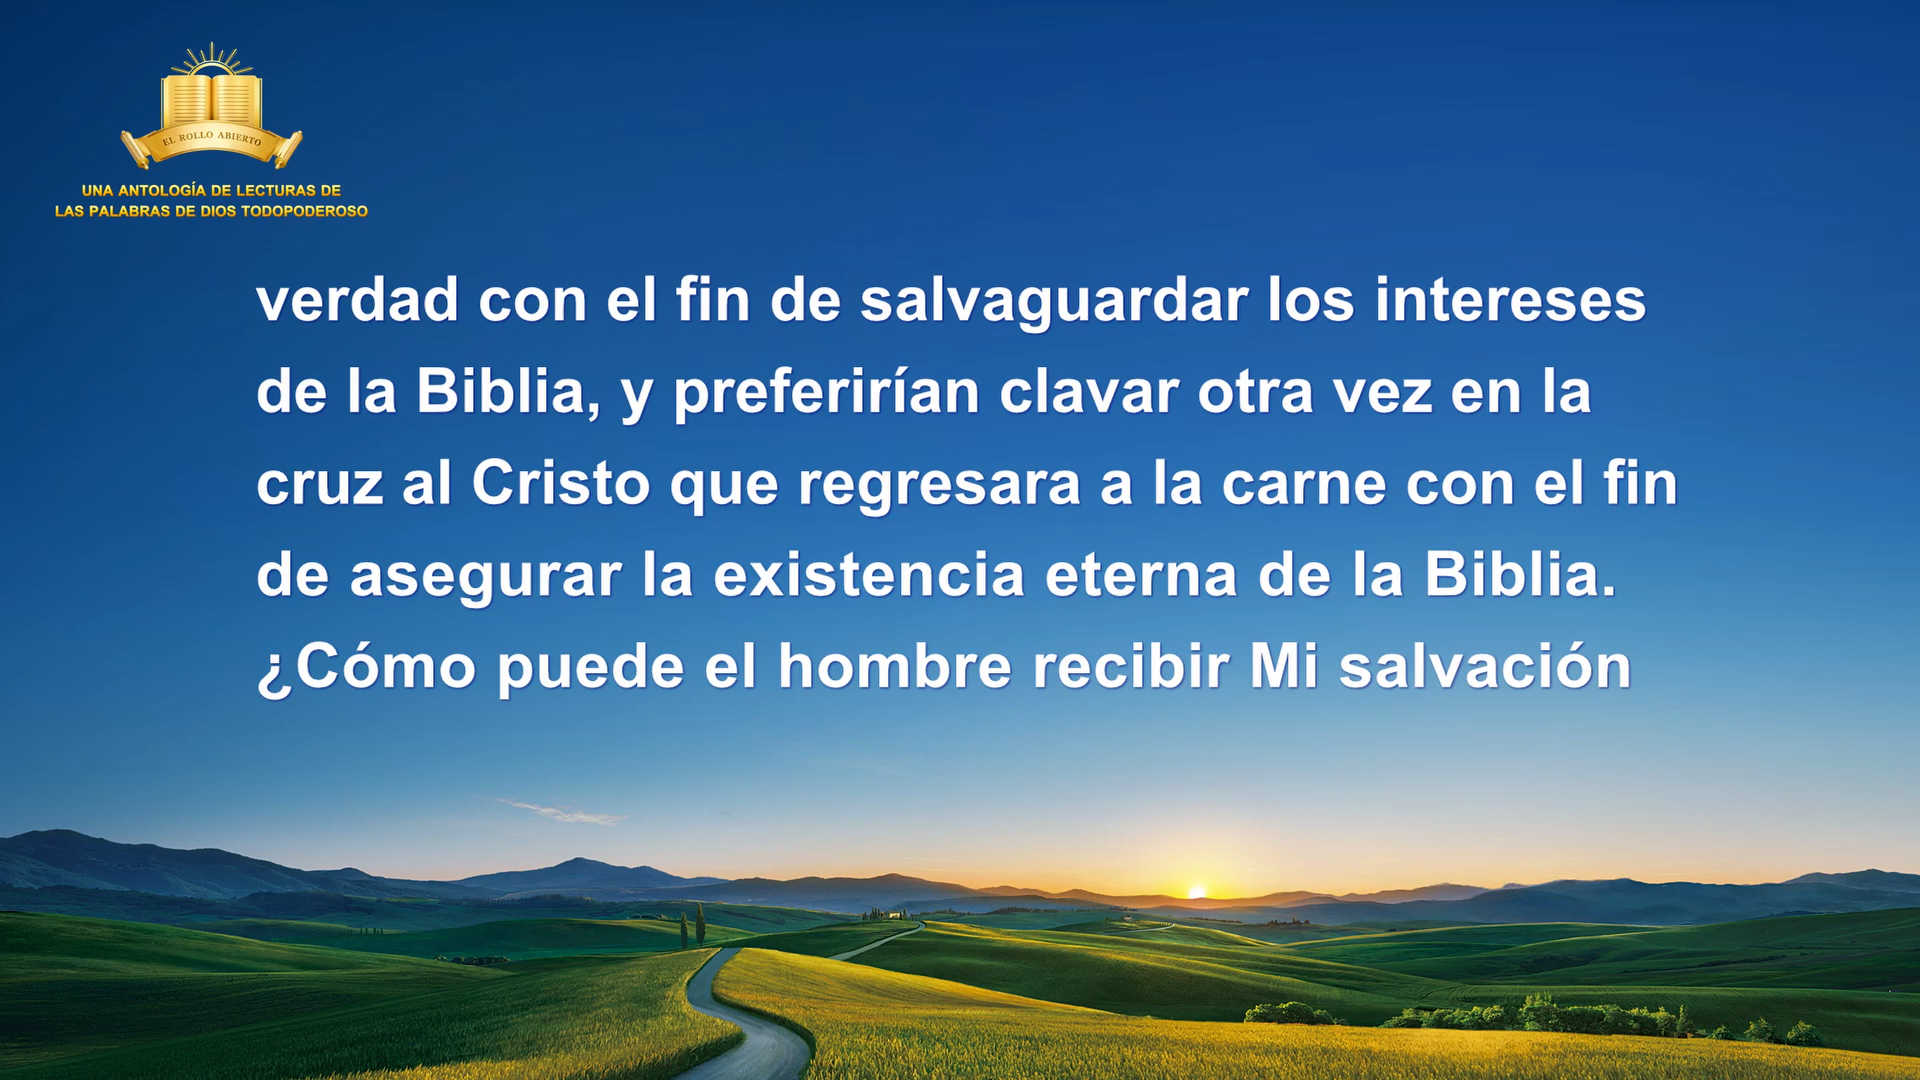 EL ROLLO ABIERTO
UNA ANTOLOGÍA DE LECTURAS DE
LAS PALABRAS DE DIOS TODOPODEROSO
verdad con el fin de salvaguardar los intereses
de la Biblia, y preferirían clavar otra vez en la
cruz al Cristo que regresara a la carne con el fin
de asegurar la existencia eterna de la Biblia.
¿Cómo puede el hombre recibir Mi salvación